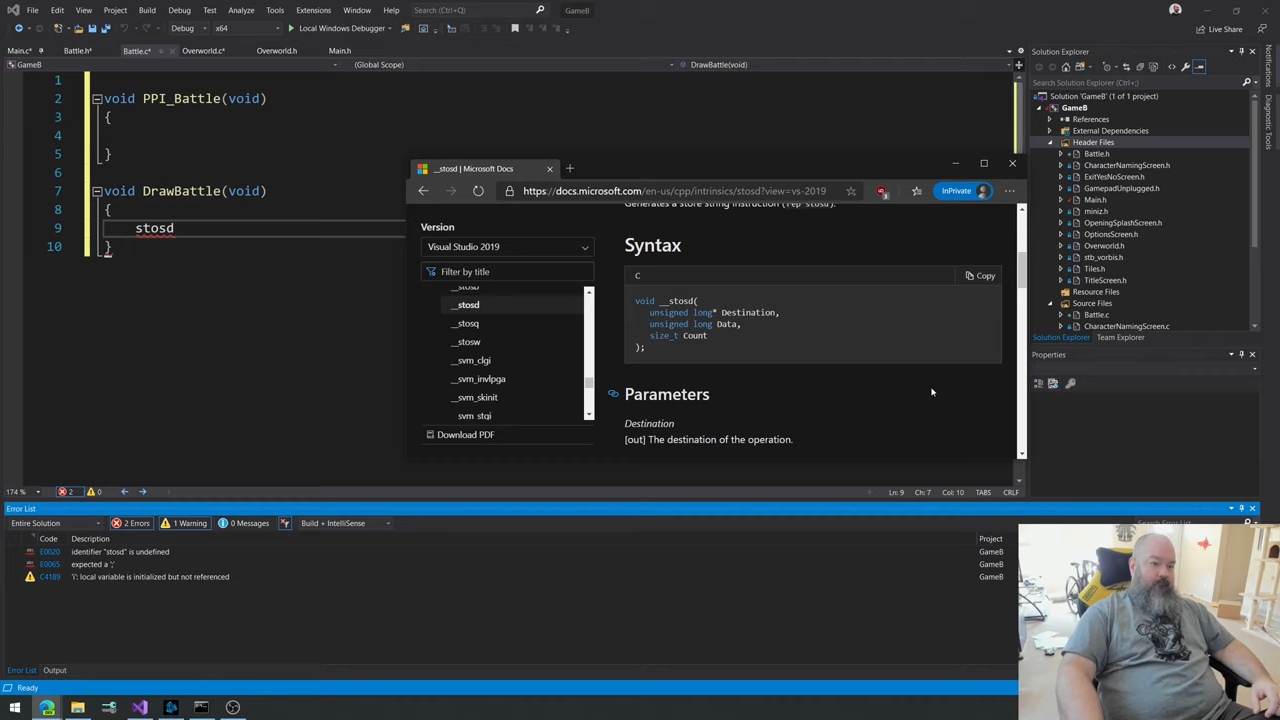 File Edit View Project Build Debug Test Analyze Tools Extensions Window Help Search (Ctrl+Q) GameB
Debug x64 Local Windows Debugger Live Share
Main.c* Battle.h* Battle.c* Overworld.c* Overworld.h Main.h
GameB (Global Scope) DrawBattle(void)
1
2 void PPI_Battle(void)
3 {
4
5 }
6
7 void DrawBattle(void)
8 {
9 stosd
10 }
__stosd | Microsoft Docs
https://docs.microsoft.com/en-us/cpp/intrinsics/stosd?view=vs-2019 InPrivate
Version
Visual Studio 2019
Filter by title
__stosb
__stosd
__stosq
__stosw
__svm_clgi
__svm_invlpga
__svm_skinit
__svm_stgi
Download PDF
Generates a store string instruction (rep stosd).
Syntax
C Copy
void __stosd(
unsigned long* Destination,
unsigned long Data,
size_t Count
);
Parameters
Destination
[out] The destination of the operation.
Solution Explorer
Search Solution Explorer (Ctrl+;)
Solution 'GameB' (1 of 1 project)
GameB
References
External Dependencies
Header Files
Battle.h
CharacterNamingScreen.h
ExitYesNoScreen.h
GamepadUnplugged.h
Main.h
miniz.h
OpeningSplashScreen.h
OptionsScreen.h
Overworld.h
stb_vorbis.h
Tiles.h
TitleScreen.h
Resource Files
Source Files
Battle.c
CharacterNamingScreen.c
Solution Explorer Team Explorer
Properties
Notifications
Diagnostic Tools
174 % 2 0 Ln: 9 Ch: 7 Col: 10 TABS CRLF
Error List
Entire Solution 2 Errors 1 Warning 0 Messages Build + IntelliSense Search Error List
Code Description Project
E0020 identifier "stosd" is undefined GameB
E0065 expected a ';' GameB
C4189 'i': local variable is initialized but not referenced GameB
Error List Output
Ready